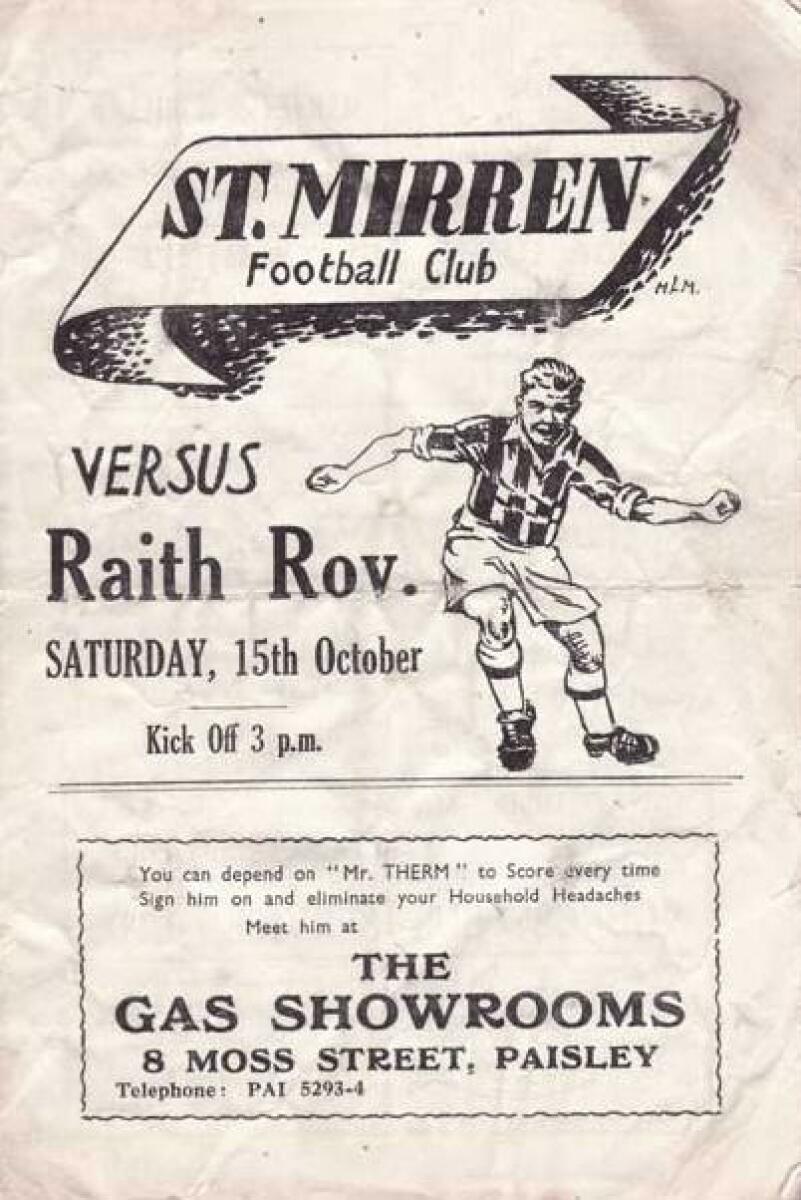 ST. MIRREN
Football Club
M.L.M.
VERSUS
Raith Rov.
SATURDAY, 15th October
Kick Off 3 p.m.
You can depend on "Mr. THERM" to Score every time
Sign him on and eliminate your Household Headaches
Meet him at
THE
GAS SHOWROOMS
8 MOSS STREET, PAISLEY
Telephone: PAI 5293-4